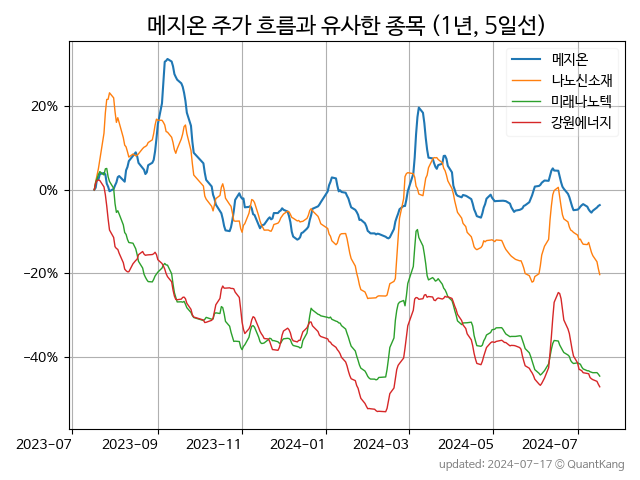 메지온 주가 흐름과 유사한 종목 (1년, 5일선)
메지온
나노신소재
미래나노텍
강원에너지
20%
0%
−20%
−40%
2023-07
2023-09
2023-11
2024-01
2024-03
2024-05
2024-07
updated: 2024-07-17 © QuantKang